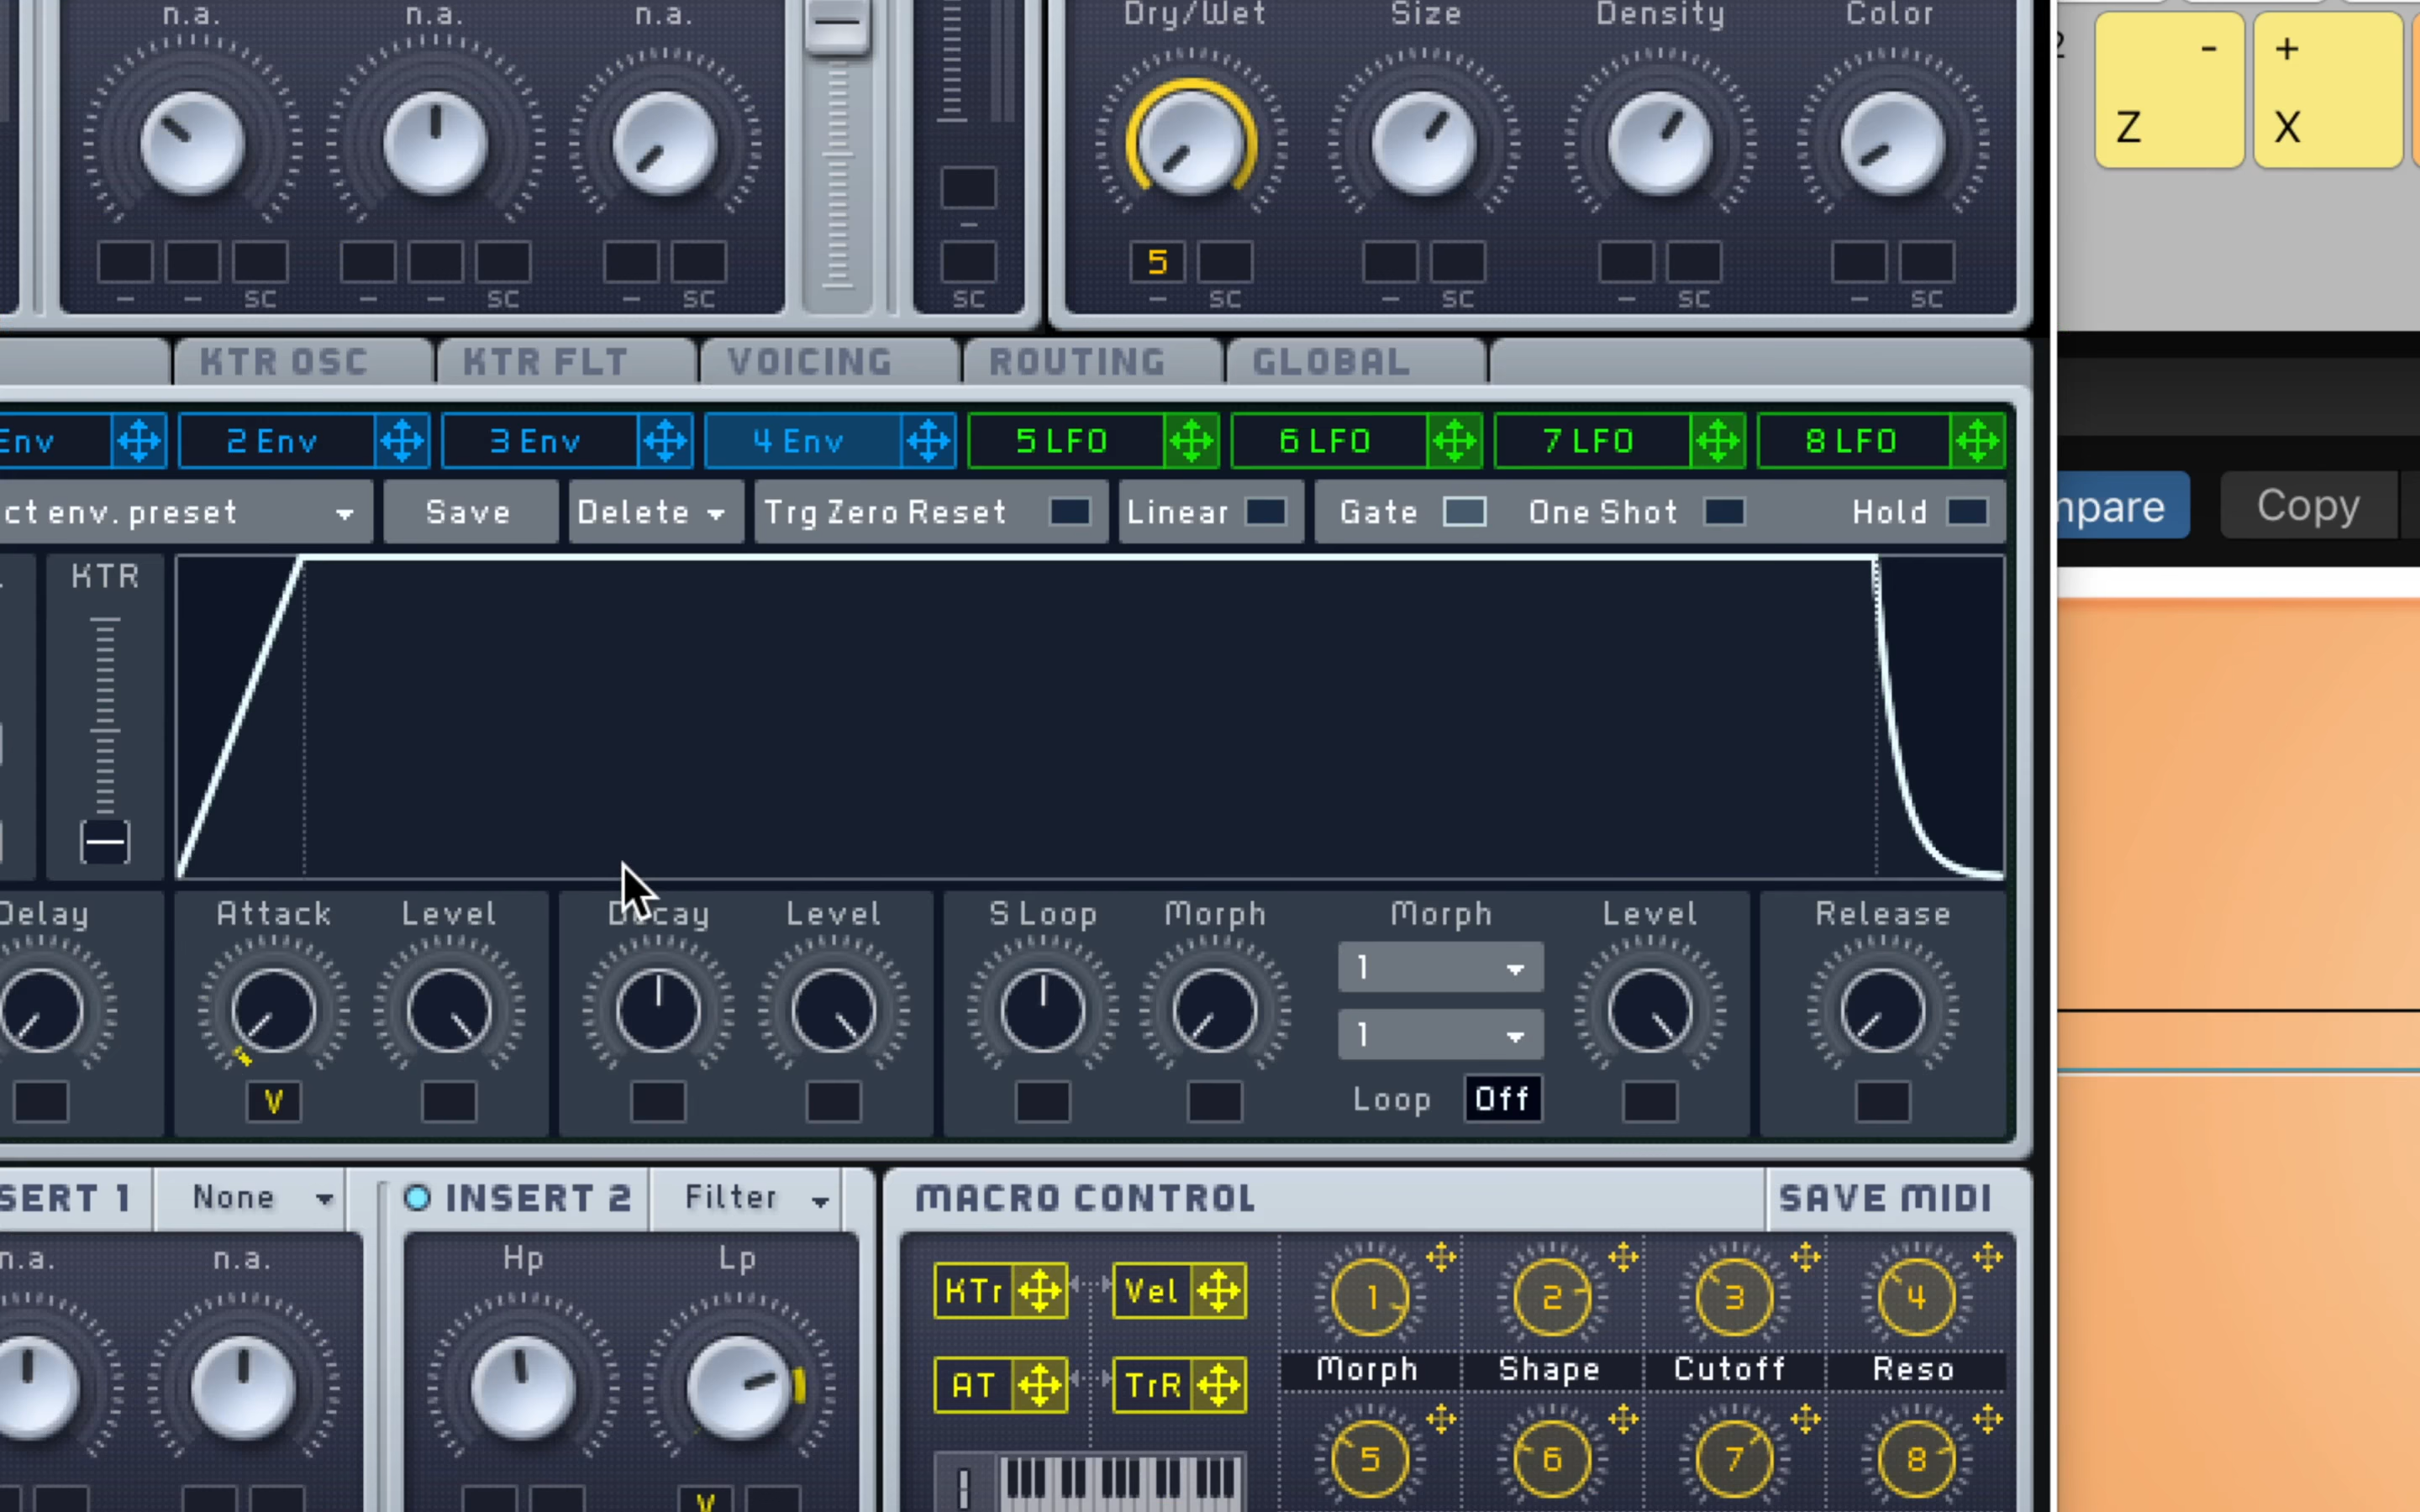 n.a. n.a. n.a. Dry/Wet Size Density Color
- +
Z X
5
– – SC – – SC – SC – SC – SC – SC – SC – SC
SC
KTR OSC KTR FLT VOICING ROUTING GLOBAL
Env 2 Env 3 Env 4 Env 5 LFO 6 LFO 7 LFO 8 LFO
ct env. preset Save Delete Trg Zero Reset Linear Gate One Shot Hold
mpare Copy
KTR
Delay Attack Level Decay Level S Loop Morph Morph Level Release
1
1
V Loop Off
SERT 1 None INSERT 2 Filter MACRO CONTROL SAVE MIDI
n.a. n.a. Hp Lp
KTr Vel 1 2 3 4
AT TrR Morph Shape Cutoff Reso
5 6 7 8
V